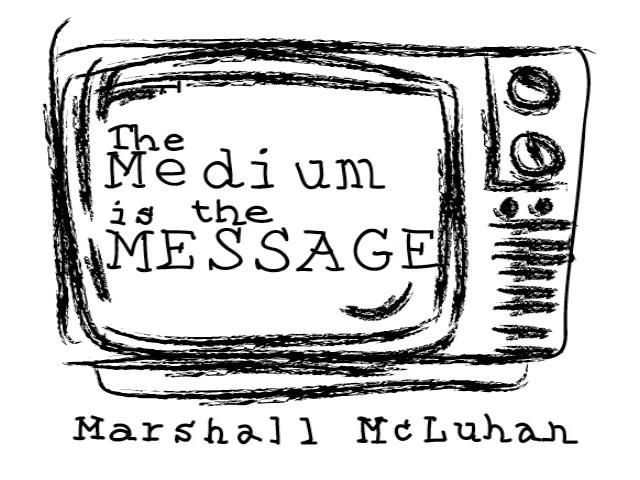 The
Medium
is the
MESSAGE
Marshall McLuhan